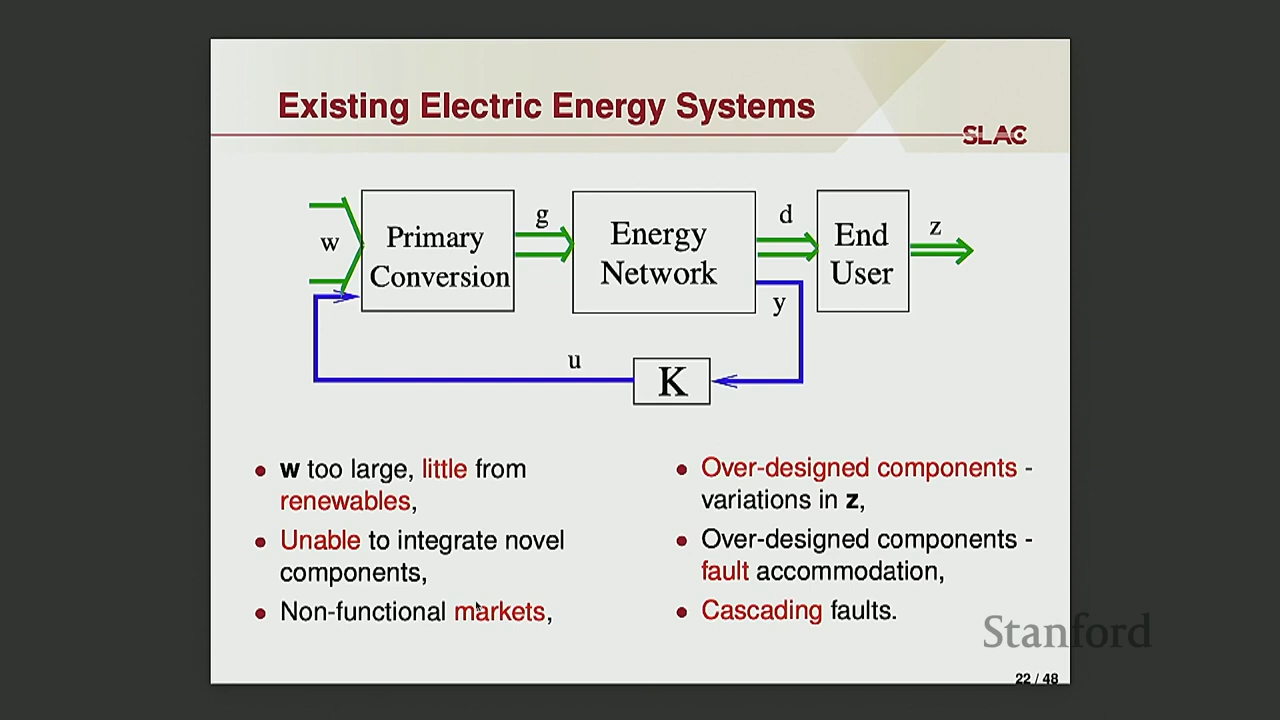 Existing Electric Energy Systems
SLAC
w
Primary
Conversion
g
Energy
Network
d
End
User
z
y
u
K
• w too large, little from
renewables,
• Unable to integrate novel
components,
• Non-functional markets,
• Over-designed components -
variations in z,
• Over-designed components -
fault accommodation,
• Cascading faults.
Stanford
22 / 48